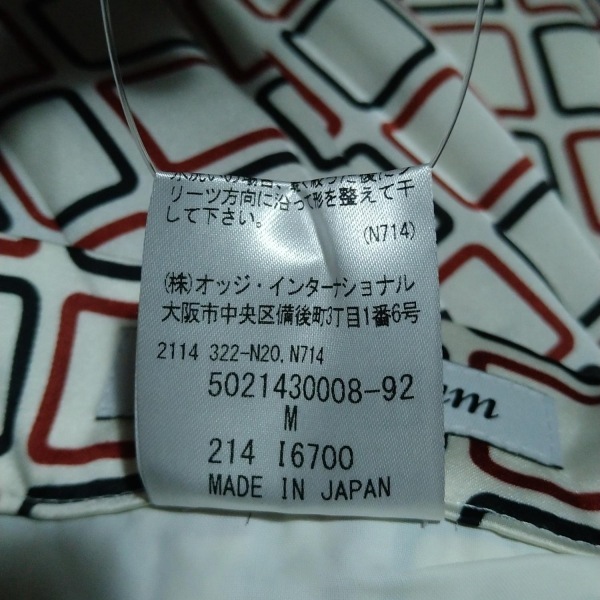 リーツ方向に沿って形を整えて干
して下さい。
(N714)
(株)オッジ・インターナショナル
大阪市中央区備後町3丁目1番6号
2114 322-N20.N714
5021430008-92
M
214 I6700
MADE IN JAPAN